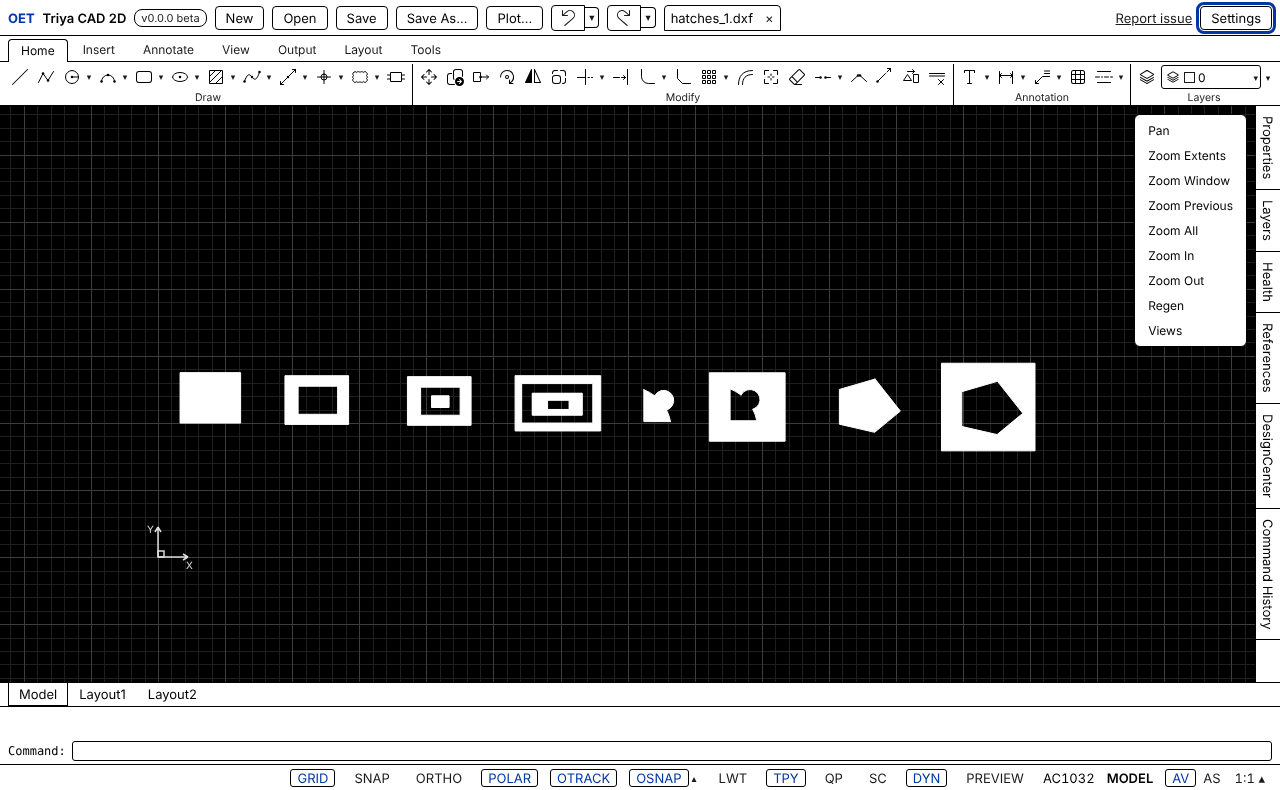 OET Triya CAD 2D v0.0.0 beta New Open Save Save As... Plot... hatches_1.dxf × Report issue Settings
Home Insert Annotate View Output Layout Tools
0
Draw Modify Annotation Layers
Pan
Zoom Extents
Zoom Window
Zoom Previous
Zoom All
Zoom In
Zoom Out
Regen
Views
Properties
Layers
Health
References
DesignCenter
Command History
Y
X
Model Layout1 Layout2
Command:
GRID SNAP ORTHO POLAR OTRACK OSNAP LWT TPY QP SC DYN PREVIEW AC1032 MODEL AV AS 1:1